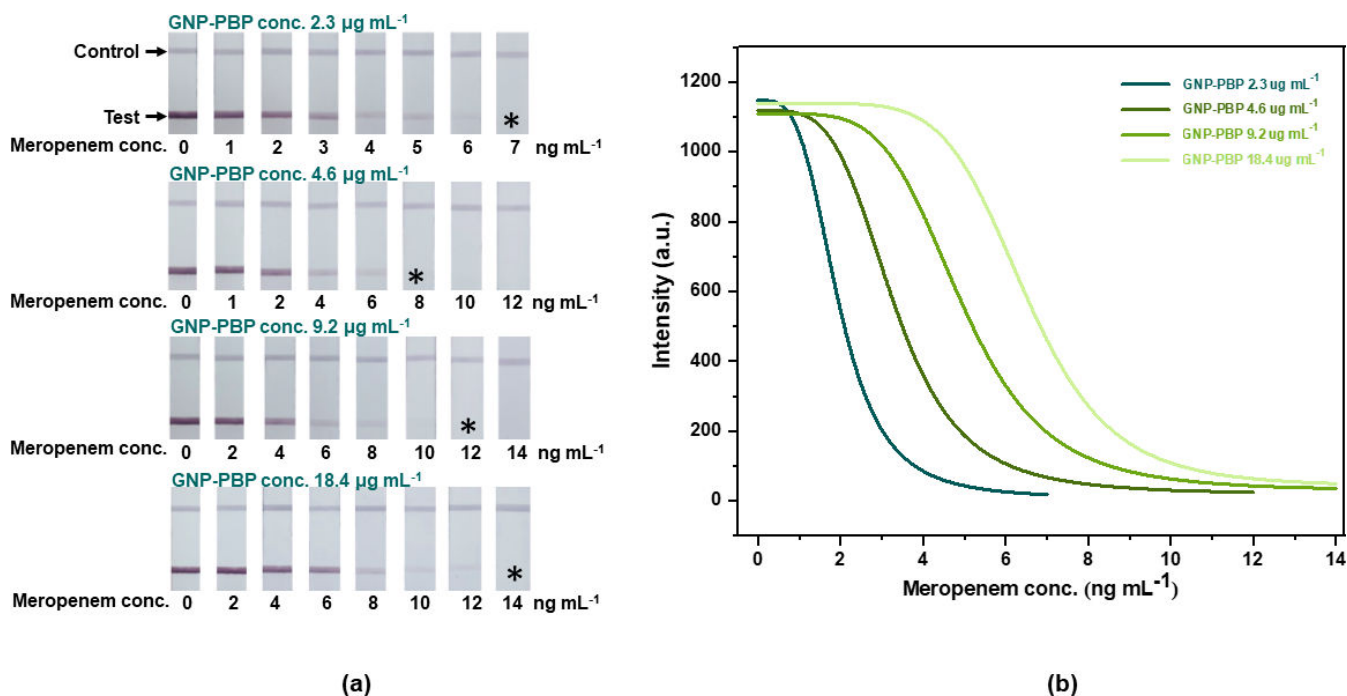 GNP-PBP conc. 2.3 µg mL⁻¹
Control
Test
*
Meropenem conc. 0 1 2 3 4 5 6 7 ng mL⁻¹
GNP-PBP conc. 4.6 µg mL⁻¹
*
Meropenem conc. 0 1 2 4 6 8 10 12 ng mL⁻¹
GNP-PBP conc. 9.2 µg mL⁻¹
*
Meropenem conc. 0 2 4 6 8 10 12 14 ng mL⁻¹
GNP-PBP conc. 18.4 µg mL⁻¹
*
Meropenem conc. 0 2 4 6 8 10 12 14 ng mL⁻¹
(a)
GNP-PBP 2.3 ug mL⁻¹
GNP-PBP 4.6 ug mL⁻¹
GNP-PBP 9.2 ug mL⁻¹
GNP-PBP 18.4 ug mL⁻¹
Intensity (a.u.)
1200
1000
800
600
400
200
0
0 2 4 6 8 10 12 14
Meropenem conc. (ng mL⁻¹)
(b)